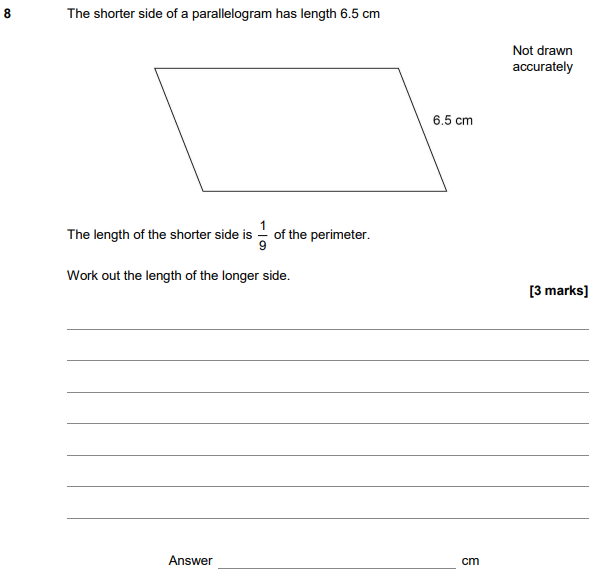 8 The shorter side of a parallelogram has length 6.5 cm
Not drawn
accurately
6.5 cm
The length of the shorter side is 1/9 of the perimeter.
Work out the length of the longer side.
[3 marks]
Answer cm